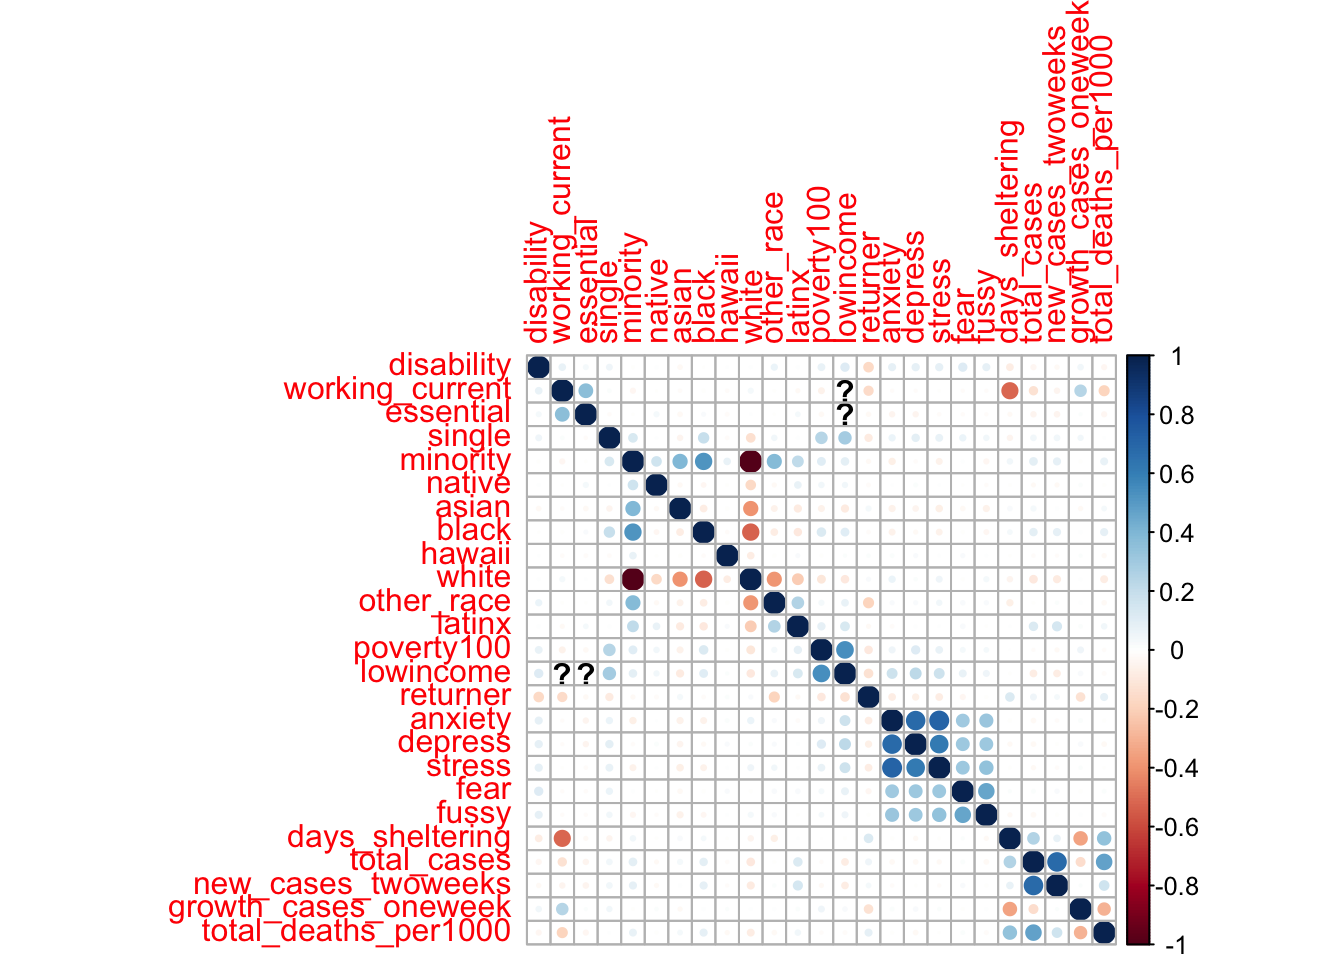 disability
working_current
essential
single
minority
native
asian
black
hawaii
white
other_race
latinx
poverty100
lowincome
returner
anxiety
depress
stress
fear
fussy
days_sheltering
total_cases
new_cases_twoweeks
growth_cases_oneweek
total_deaths_per1000
disability
working_current
?
essential
?
single
minority
native
asian
black
hawaii
white
other_race
latinx
poverty100
lowincome
? ?
returner
anxiety
depress
stress
fear
fussy
days_sheltering
total_cases
new_cases_twoweeks
growth_cases_oneweek
total_deaths_per1000
1
0.8
0.6
0.4
0.2
0
-0.2
-0.4
-0.6
-0.8
-1